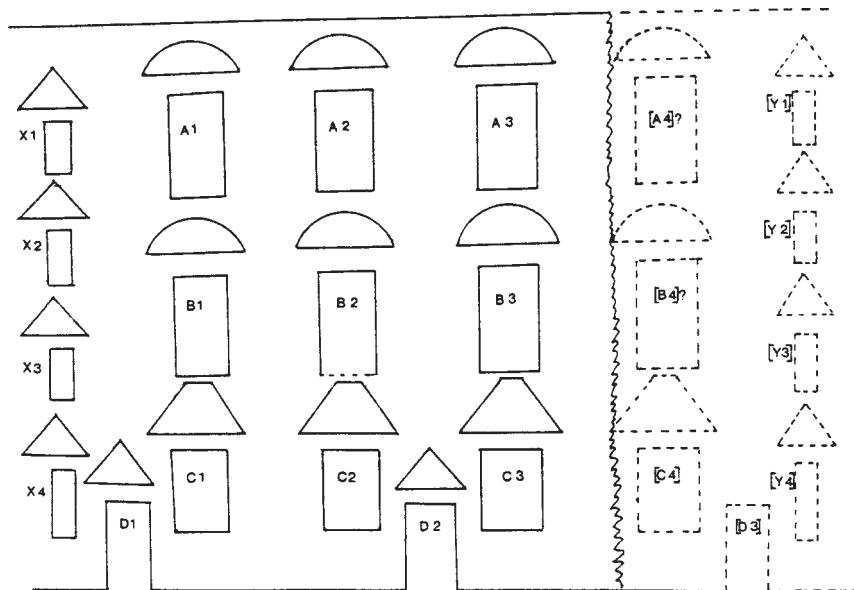 A1 A2 A3 [A4]? [Y1]
X1
X2 [Y2]
B1 B2 B3 [B4]?
X3 [Y3]
C1 C2 C3 [C4] [Y4]
X4
D1 D2 [D3]